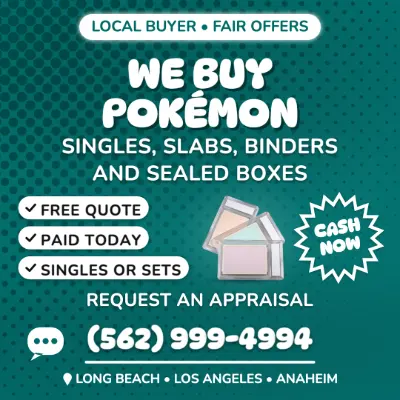 LOCAL BUYER • FAIR OFFERS
WE BUY
POKÉMON
SINGLES, SLABS, BINDERS
AND SEALED BOXES
FREE QUOTE
PAID TODAY
SINGLES OR SETS
CASH
NOW
REQUEST AN APPRAISAL
(562) 999-4994
LONG BEACH • LOS ANGELES • ANAHEIM